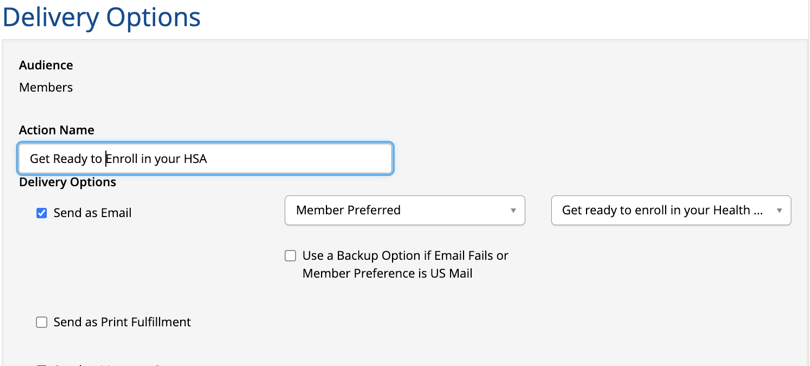 Delivery Options
Audience
Members
Action Name
Get Ready to Enroll in your HSA
Delivery Options
Send as Email
Member Preferred
Get ready to enroll in your Health ...
Use a Backup Option if Email Fails or
Member Preference is US Mail
Send as Print Fulfillment